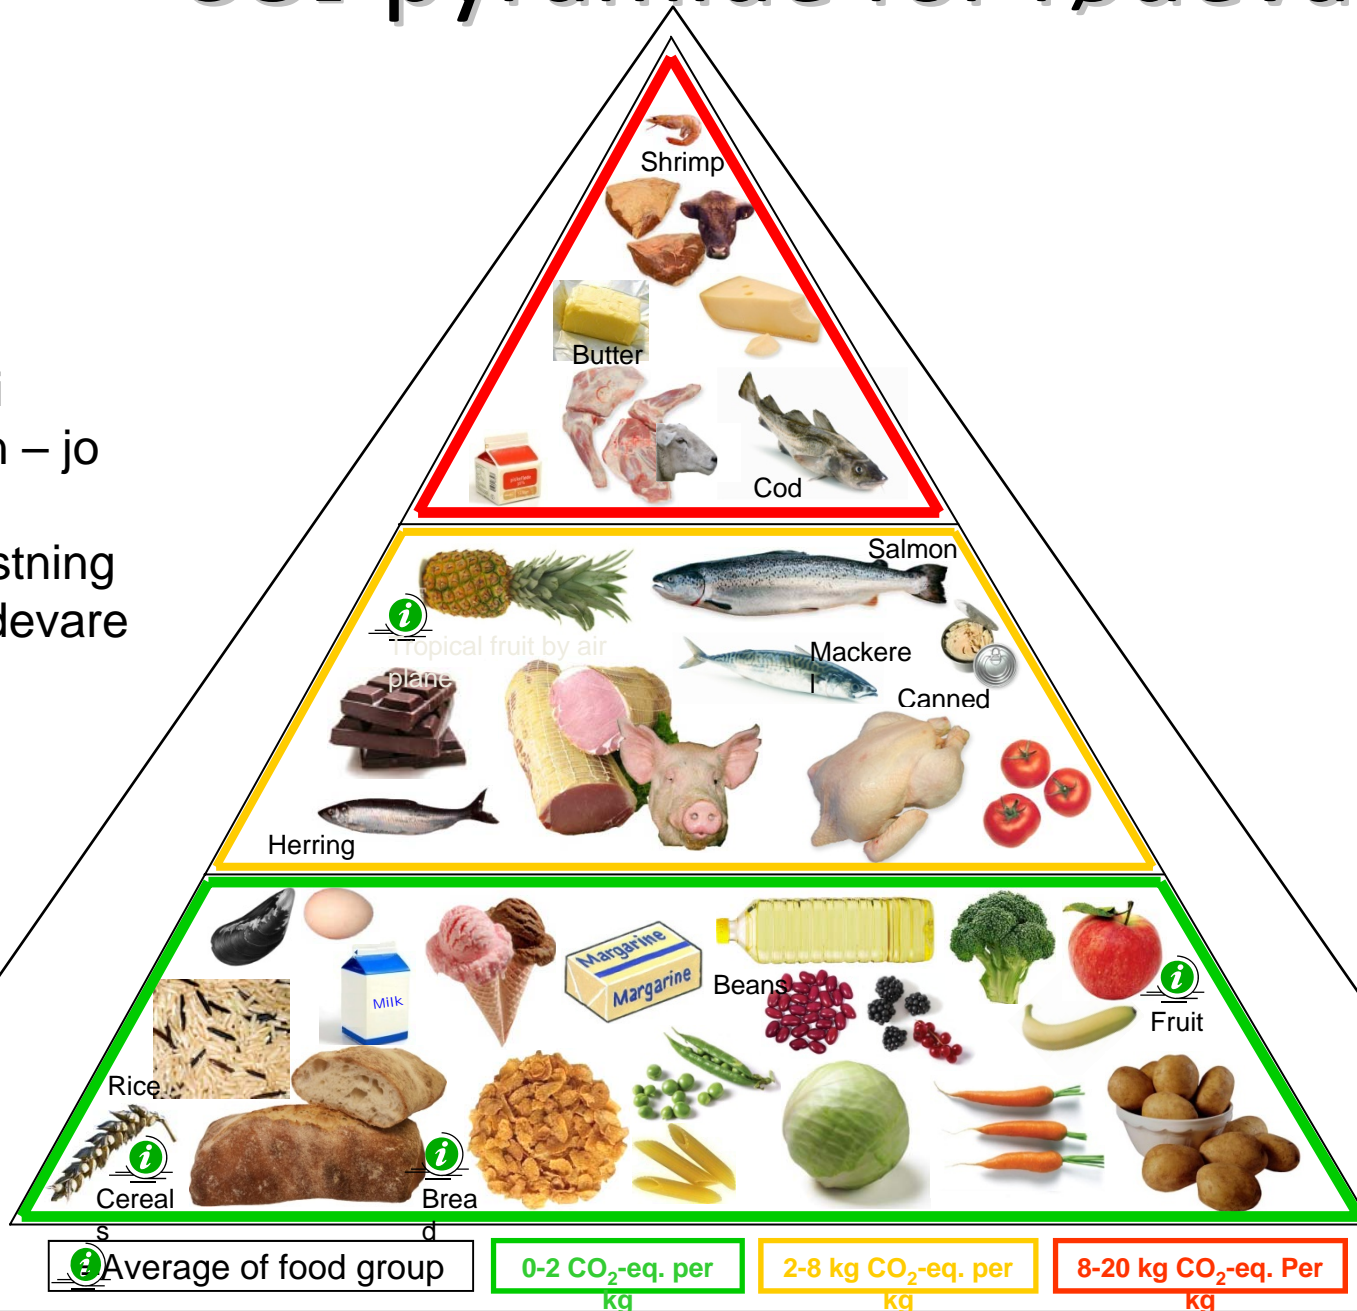 pyramide for
Shrimp
Butter
– jo
Cod
Salmon
Tropical fruit by air
plane
Mackere
l
Canned
Herring
Margarine
Margarine
Milk
Beans
Fruit
Rice
Cereal
s
Brea
d
Average of food group
0-2 CO₂-eq. per
kg
2-8 kg CO₂-eq. per
kg
8-20 kg CO₂-eq. Per
kg